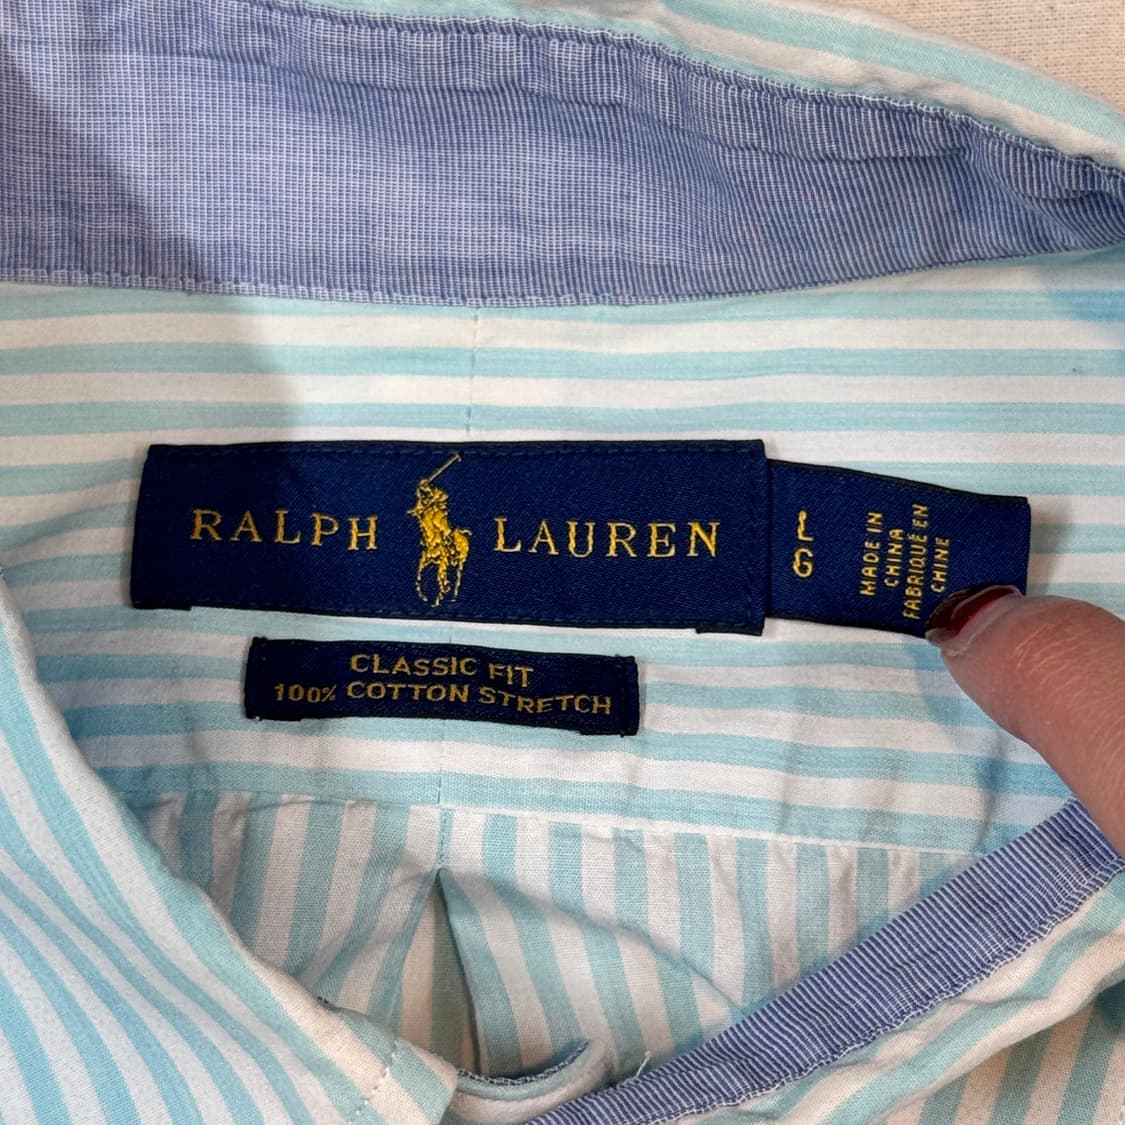 RALPH LAUREN
L
G
MADE IN
CHINA
FABRIQUÉ EN
CHINE
CLASSIC FIT
100% COTTON STRETCH